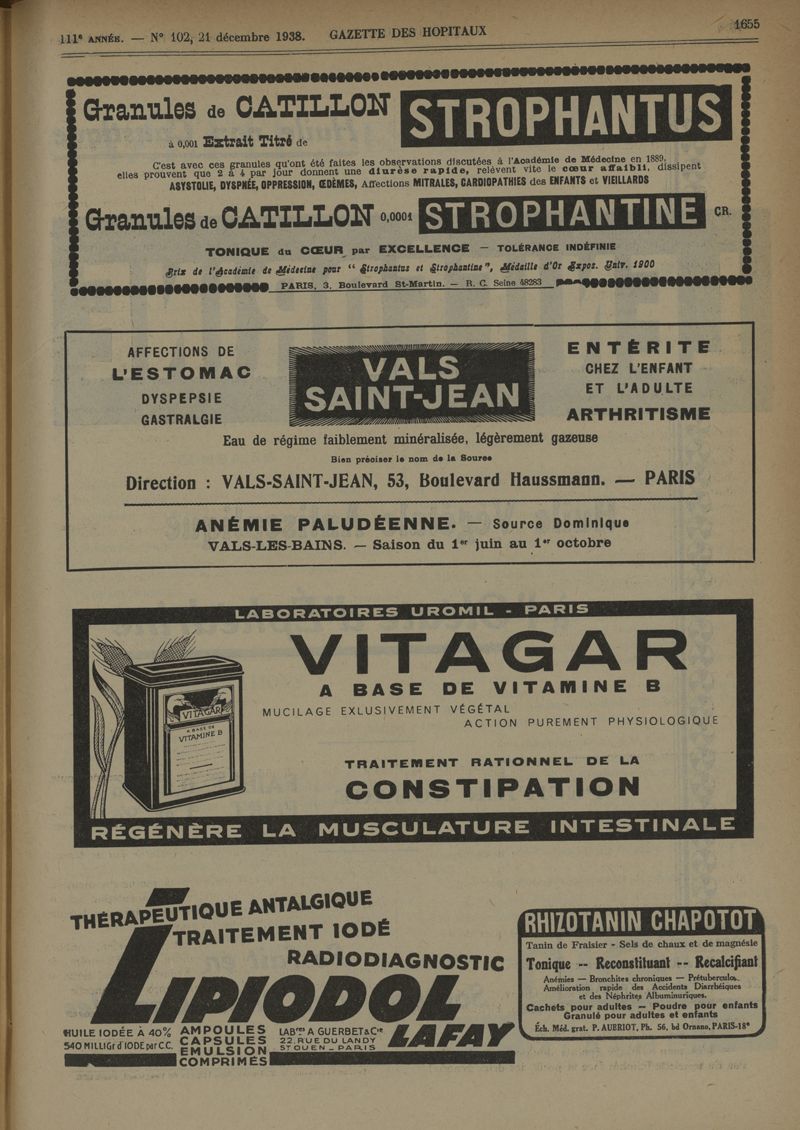 111ᵉ ANNÉE. — Nº 102, 21 décembre 1938. GAZETTE DES HOPITAUX 1655
Granules de CATILLON STROPHANTUS
à 0,001 Extrait Titré de
C'est avec ces granules qu'ont été faites les observations discutées à l'Académie de Médecine en 1889.
elles prouvent que 2 à 4 par jour donnent une diurèse rapide, relèvent vite le cœur affaibli, dissipent
ASYSTOLIE, DYSPNÉE, OPPRESSION, ŒDÈMES, Affections MITRALES, CARDIOPATHIES des ENFANTS et VIEILLARDS
Granules de CATILLON 0,0001 STROPHANTINE CR.
TONIQUE du CŒUR par EXCELLENCE — TOLÉRANCE INDÉFINIE
Prix de l'Académie de Médecine pour "Strophantus et Strophantine", Médaille d'Or Expos. Univ. 1900
PARIS, 3, Boulevard St-Martin. — R. C. Seine 48283
AFFECTIONS DE
L'ESTOMAC
DYSPEPSIE
GASTRALGIE
VALS
SAINT-JEAN
ENTÉRITE
CHEZ L'ENFANT
ET L'ADULTE
ARTHRITISME
Eau de régime faiblement minéralisée, légèrement gazeuse
Bien préciser le nom de la Source
Direction : VALS-SAINT-JEAN, 53, Boulevard Haussmann. — PARIS
ANÉMIE PALUDÉENNE. — Source Dominique
VALS-LES-BAINS. — Saison du 1ᵉʳ juin au 1ᵉʳ octobre
LABORATOIRES UROMIL - PARIS
VITAGAR
A BASE DE VITAMINE B
MUCILAGE EXLUSIVEMENT VÉGÉTAL
ACTION PUREMENT PHYSIOLOGIQUE
VITAGAR
A BASE DE
VITAMINE B
TRAITEMENT RATIONNEL DE LA
CONSTIPATION
RÉGÉNÈRE LA MUSCULATURE INTESTINALE
THÉRAPEUTIQUE ANTALGIQUE
TRAITEMENT IODÉ
RADIODIAGNOSTIC
LIPIODOL
LAFAY
HUILE IODÉE À 40%
540 MILLIGr d'IODE par C.C.
AMPOULES
CAPSULES
EMULSION
COMPRIMÉS
LABʳᵉˢ A GUERBET & Cⁱᵉ
22, RUE DU LANDY
Sᵗ OUEN _ PARIS
RHIZOTANIN CHAPOTOT
Tanin de Fraisier - Sels de chaux et de magnésie
Tonique -- Reconstituant -- Recalcifiant
Anémies — Bronchites chroniques — Prétuberculos.
Amélioration rapide des Accidents Diarrhéiques
et des Néphrites Albuminuriques.
Cachets pour adultes — Poudre pour enfants
Granulé pour adultes et enfants
Éch. Méd. grat. P. AUBRIOT, Ph. 56, bd Ornano, PARIS-18ᵉ